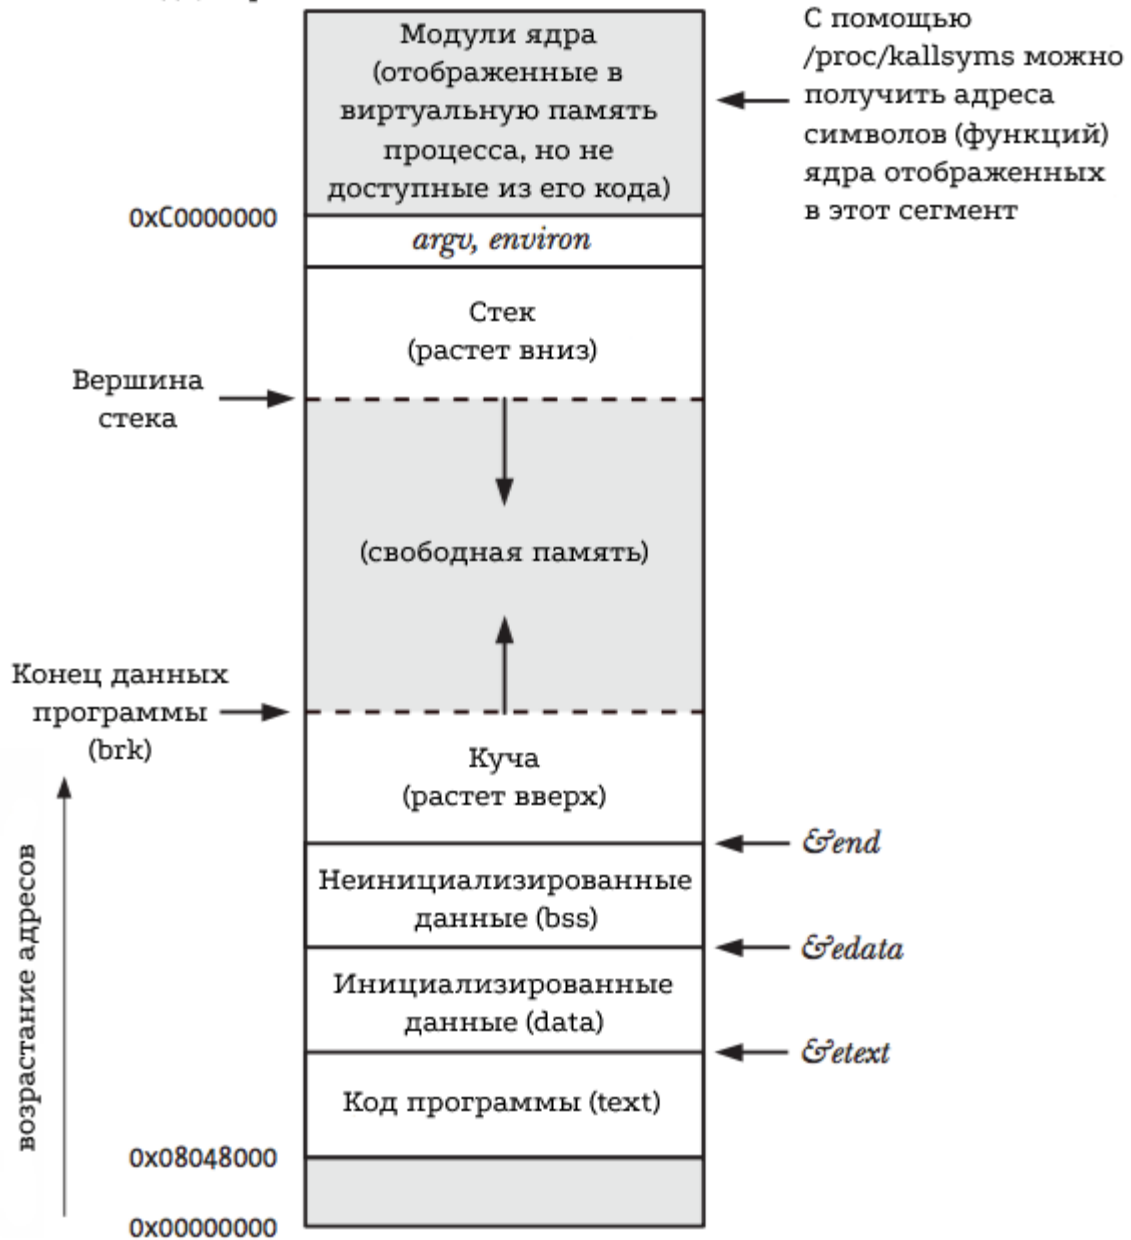 Модули ядра
(отображенные в
виртуальную память
процесса, но не
доступные из его кода)
С помощью
/proc/kallsyms можно
получить адреса
символов (функций)
ядра отображенных
в этот сегмент
0xC0000000
argv, environ
Стек
(растет вниз)
Вершина
стека
(свободная память)
Конец данных
программы
(brk)
Куча
(растет вверх)
&end
Неинициализированные
данные (bss)
&edata
Инициализированные
данные (data)
&etext
Код программы (text)
возрастание адресов
0x08048000
0x00000000